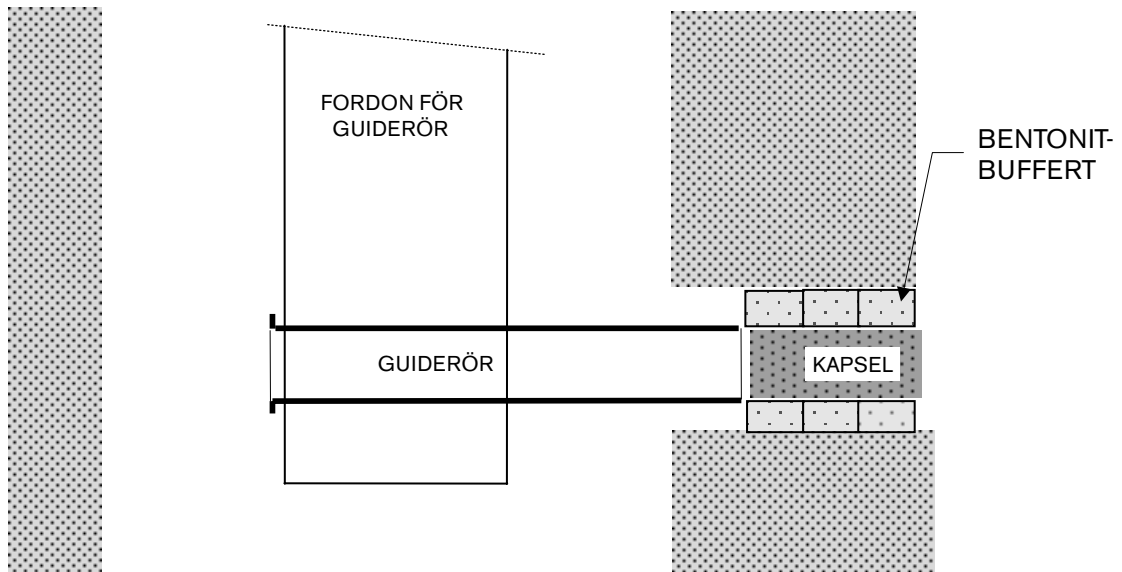 FORDON FÖR
GUIDERÖR
BENTONIT-
BUFFERT
GUIDERÖR
KAPSEL